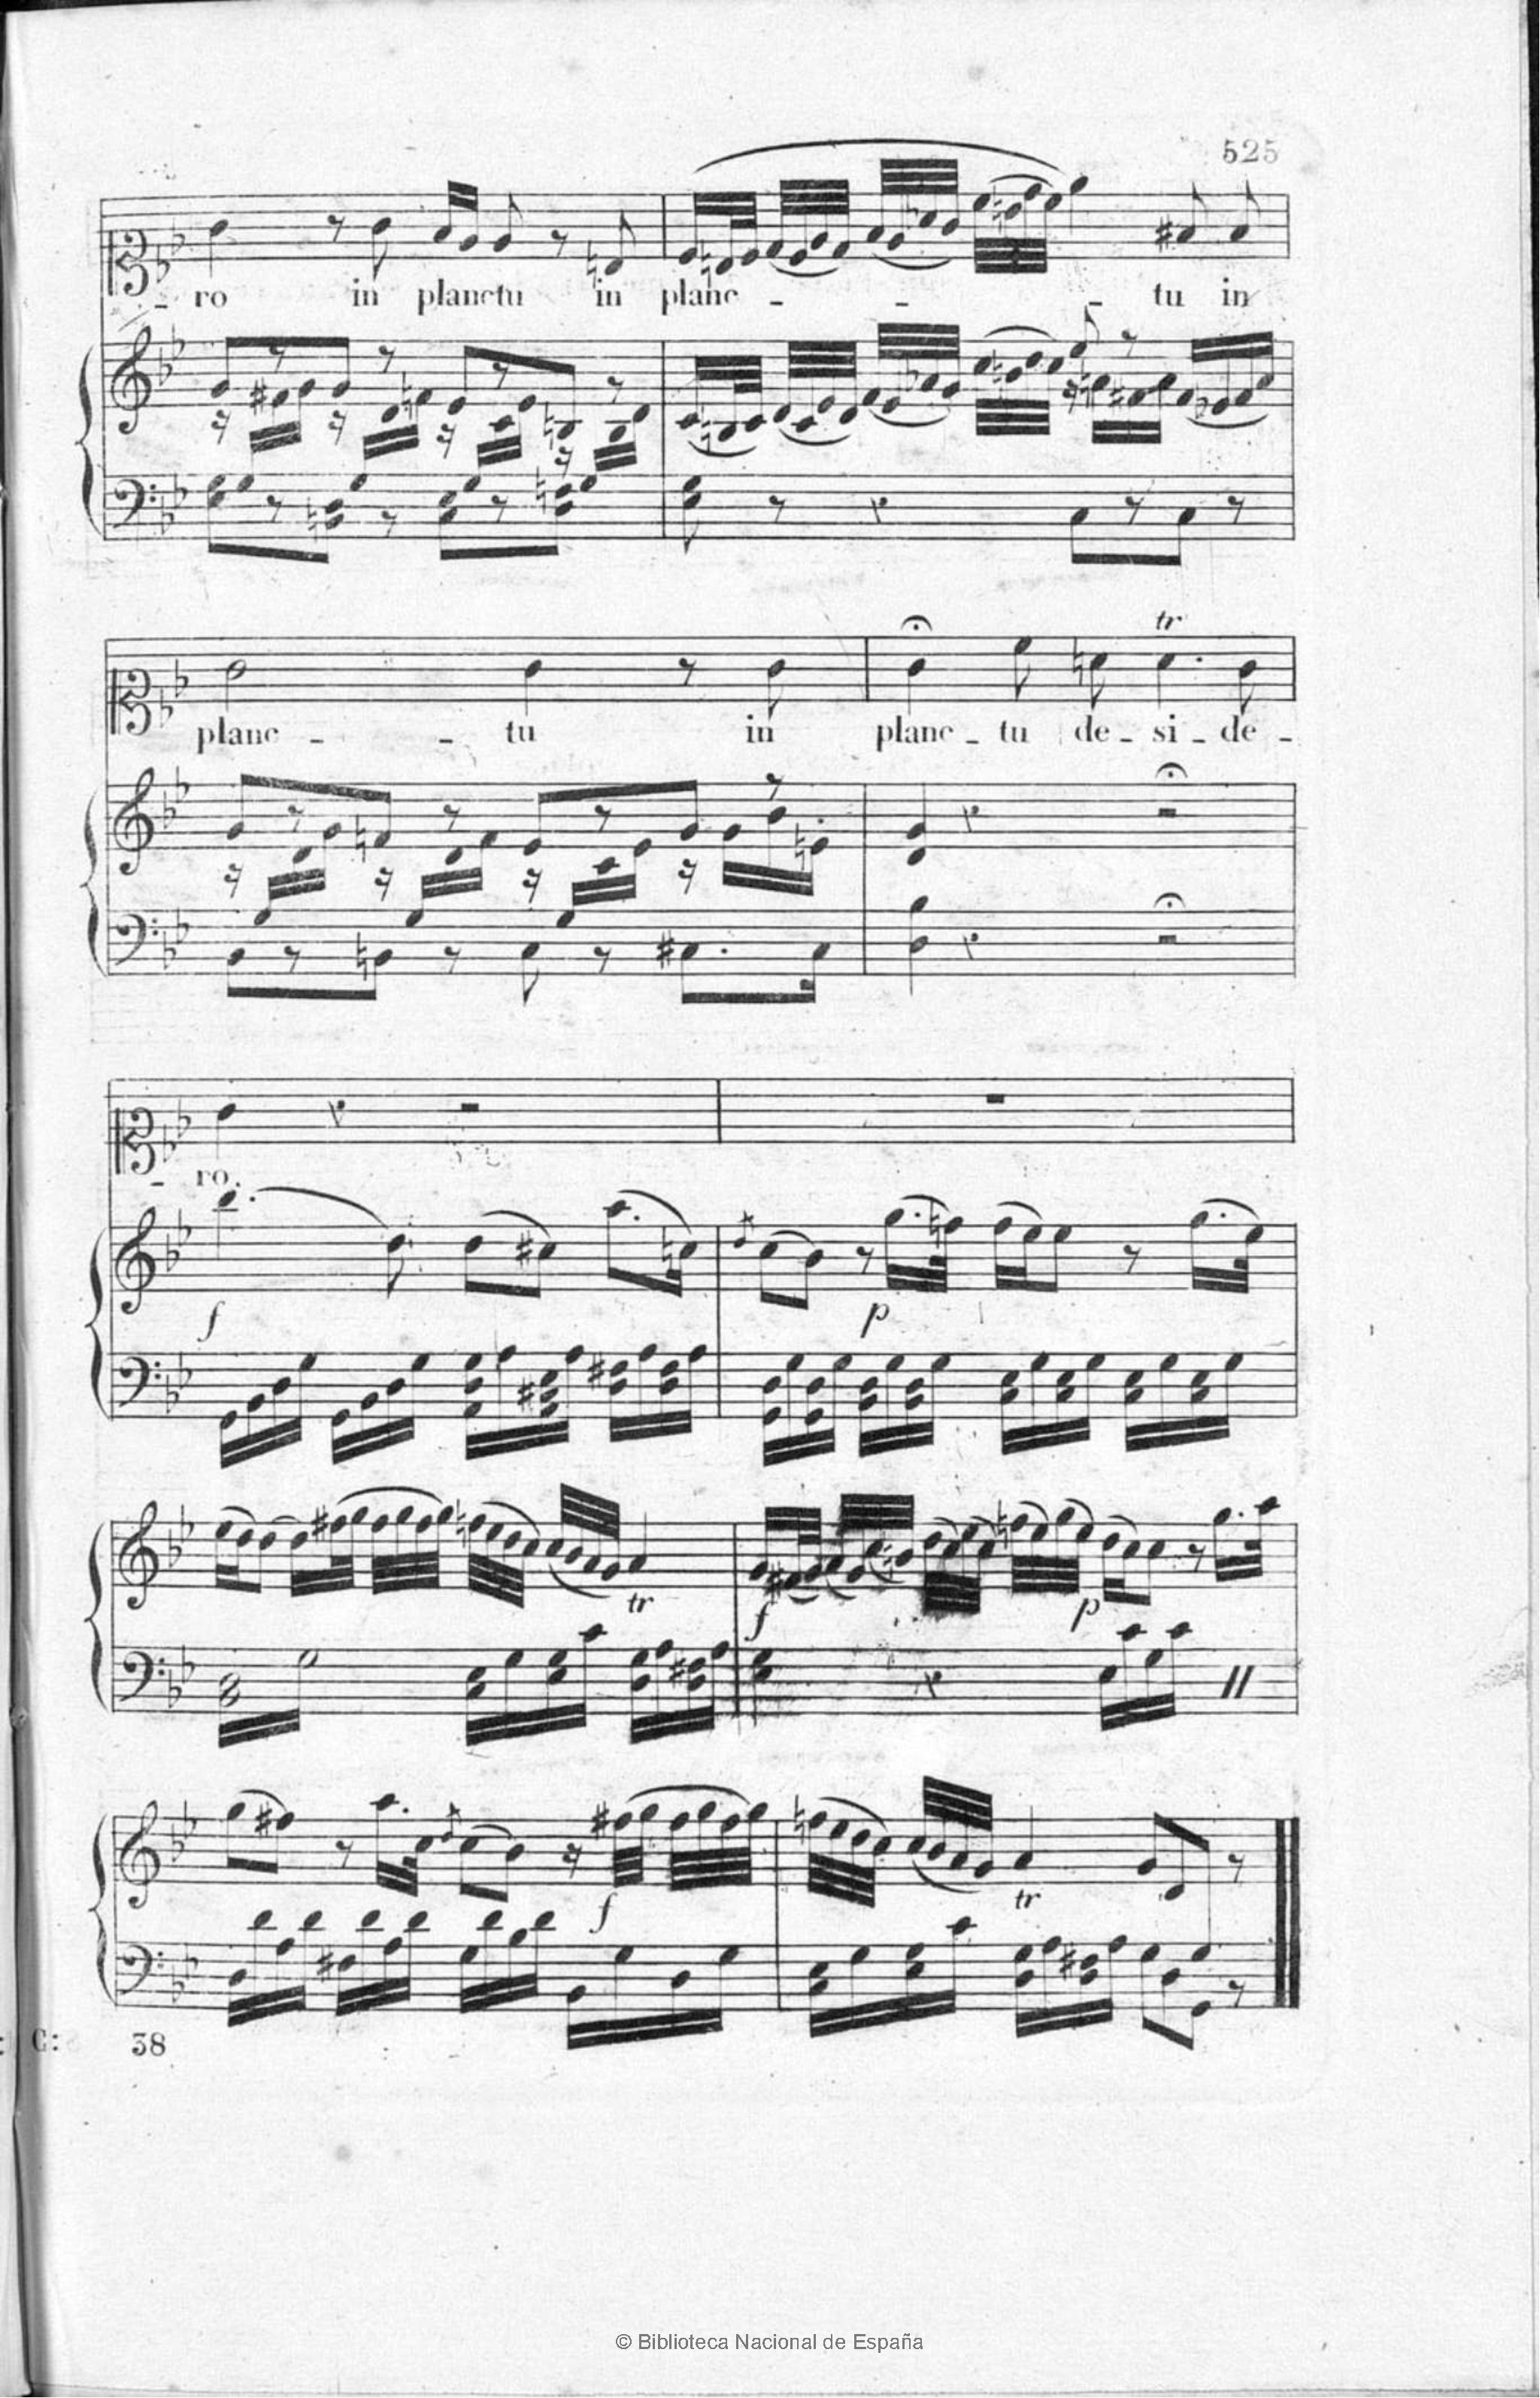 525
- ro in planctu in planc - - - tu in
planc - - tu in planc - tu de - si - de -
tr
- ro.
f p
tr f p
f tr
: C: 38
© Biblioteca Nacional de España